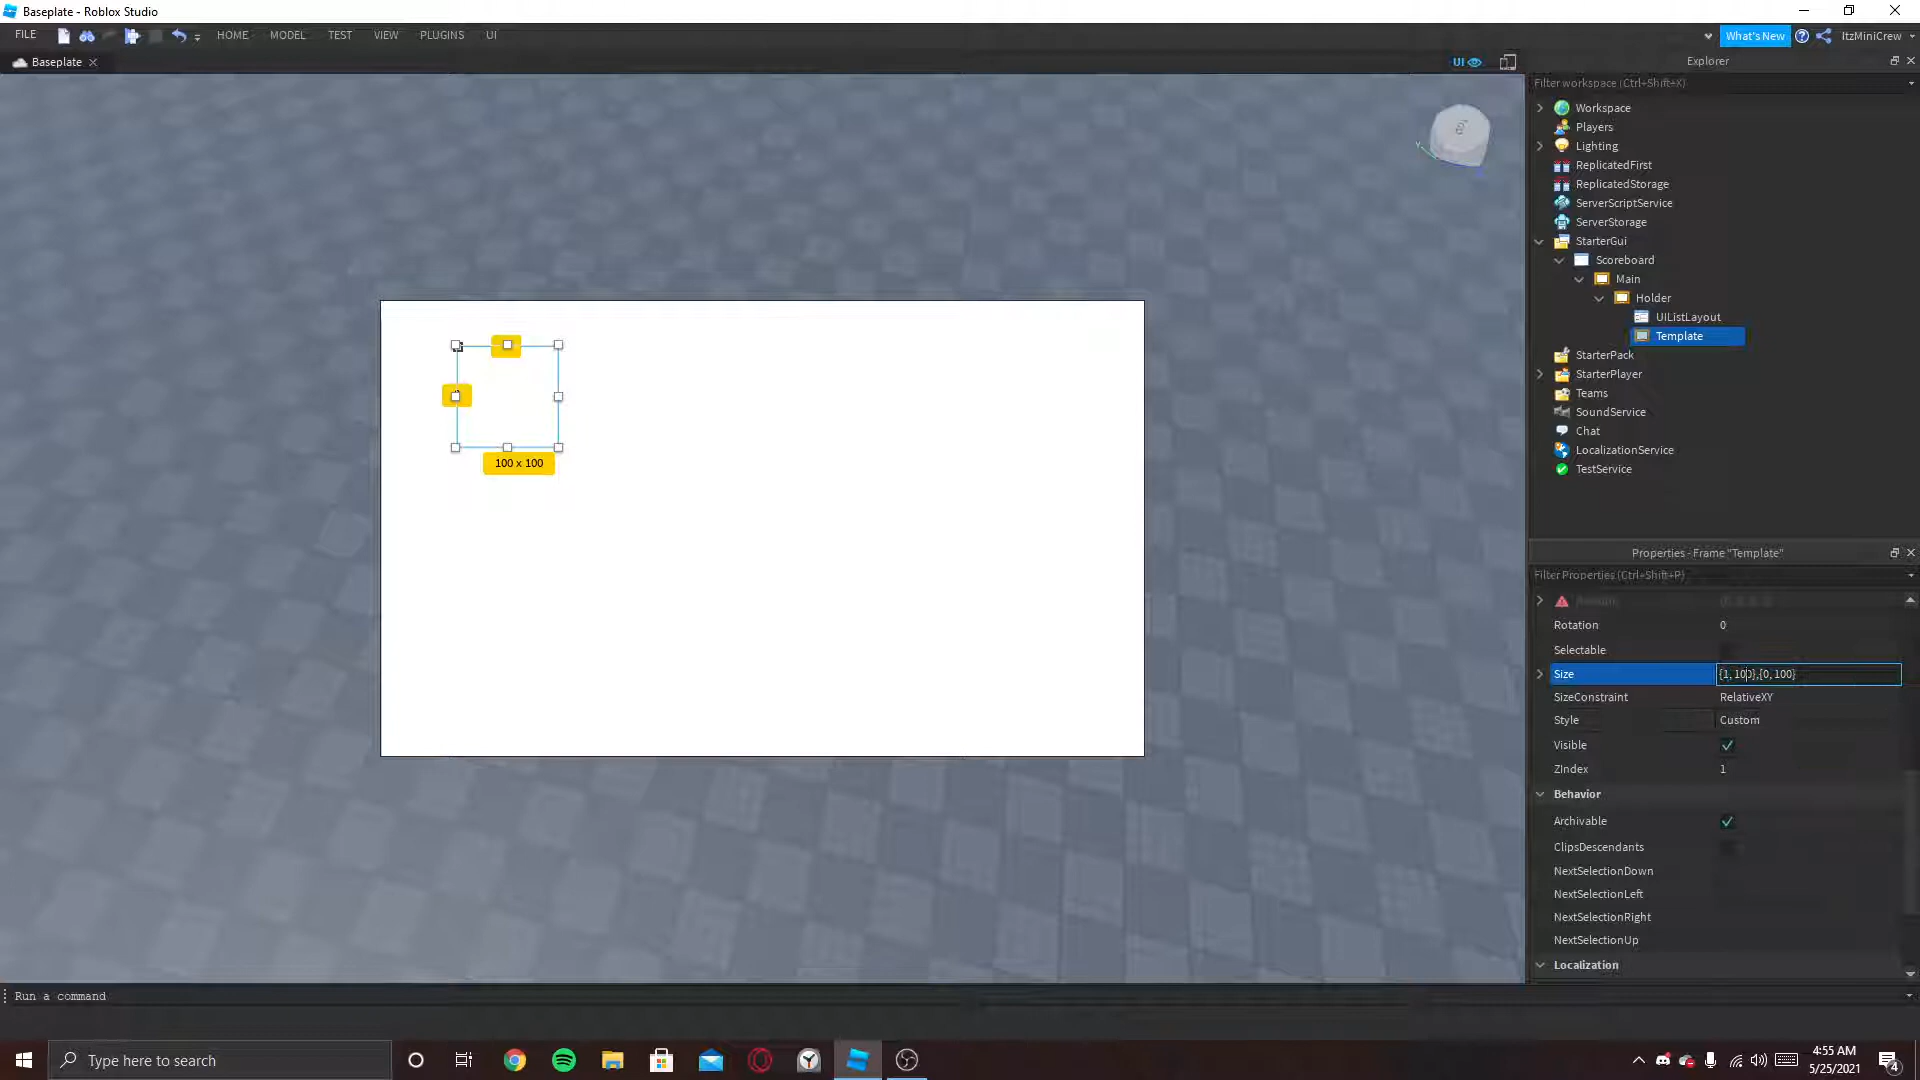 Baseplate - Roblox Studio
FILE
HOME
MODEL
TEST
VIEW
PLUGINS
UI
What's New
ItzMiniCrew
Baseplate
UI
Explorer
Filter workspace (Ctrl+Shift+X)
Workspace
Players
Lighting
ReplicatedFirst
ReplicatedStorage
ServerScriptService
ServerStorage
StarterGui
Scoreboard
Main
Holder
UIListLayout
Template
StarterPack
StarterPlayer
Teams
SoundService
Chat
LocalizationService
TestService
100 x 100
Properties - Frame "Template"
Filter Properties (Ctrl+Shift+P)
Rotation 0
Selectable
Size {1, 100},{0, 100}
SizeConstraint RelativeXY
Style Custom
Visible
ZIndex 1
Behavior
Archivable
ClipsDescendants
NextSelectionDown
NextSelectionLeft
NextSelectionRight
NextSelectionUp
Localization
Run a command
Type here to search
4:55 AM
5/25/2021
4